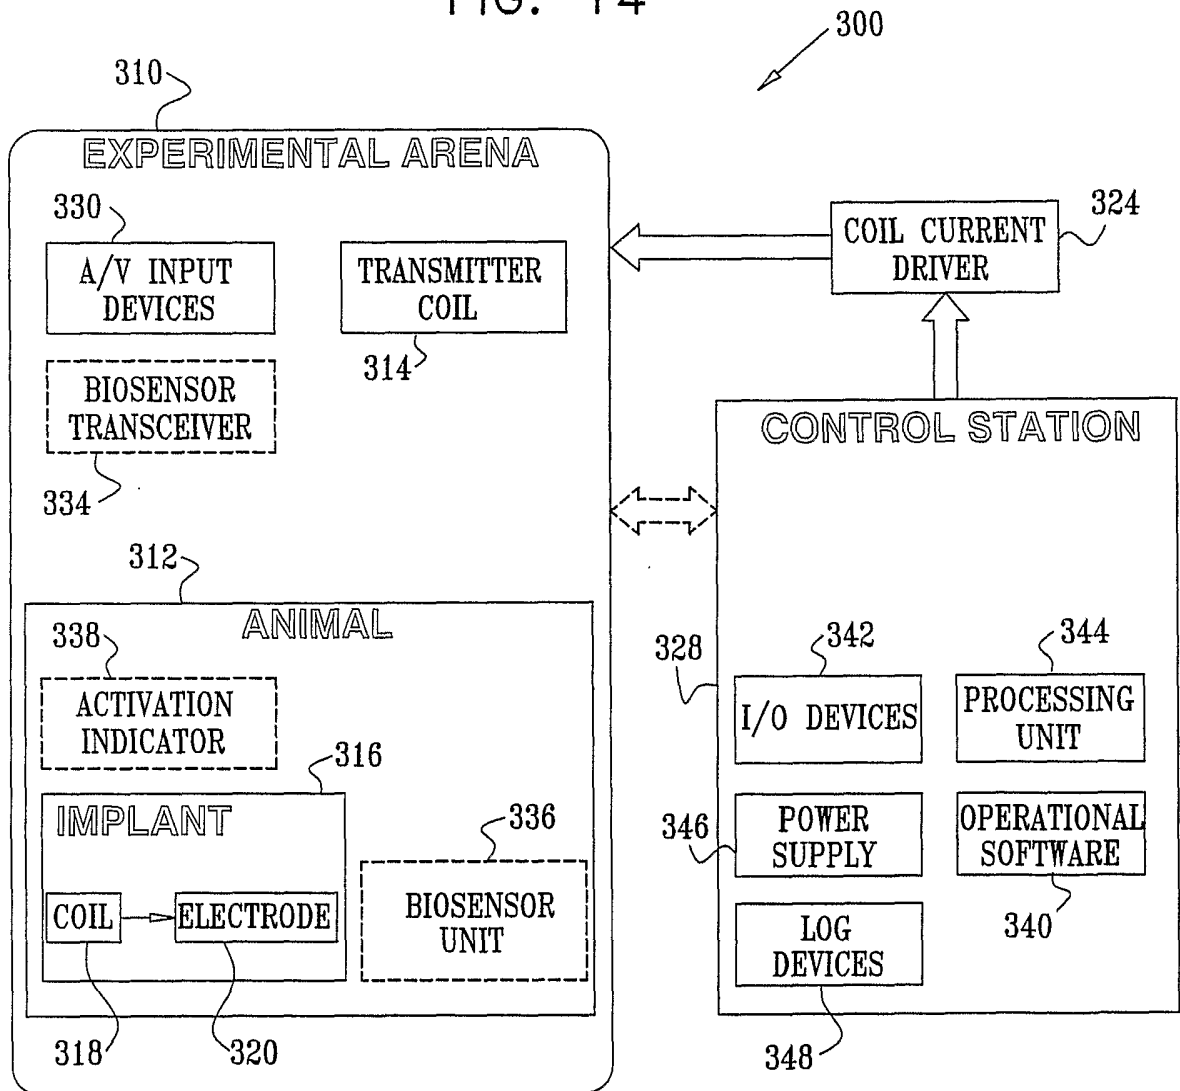 FIG. 14
300
310
EXPERIMENTAL ARENA
330
A/V INPUT
DEVICES
TRANSMITTER
COIL
314
BIOSENSOR
TRANSCEIVER
334
COIL CURRENT
DRIVER
324
CONTROL STATION
312
ANIMAL
338
ACTIVATION
INDICATOR
316
IMPLANT
COIL
ELECTRODE
318
320
336
BIOSENSOR
UNIT
328
342
I/O DEVICES
344
PROCESSING
UNIT
346
POWER
SUPPLY
OPERATIONAL
SOFTWARE
340
LOG
DEVICES
348